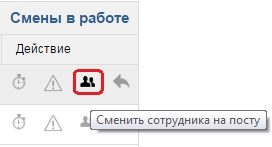 Смены в работе
Действие
Сменить сотрудника на посту